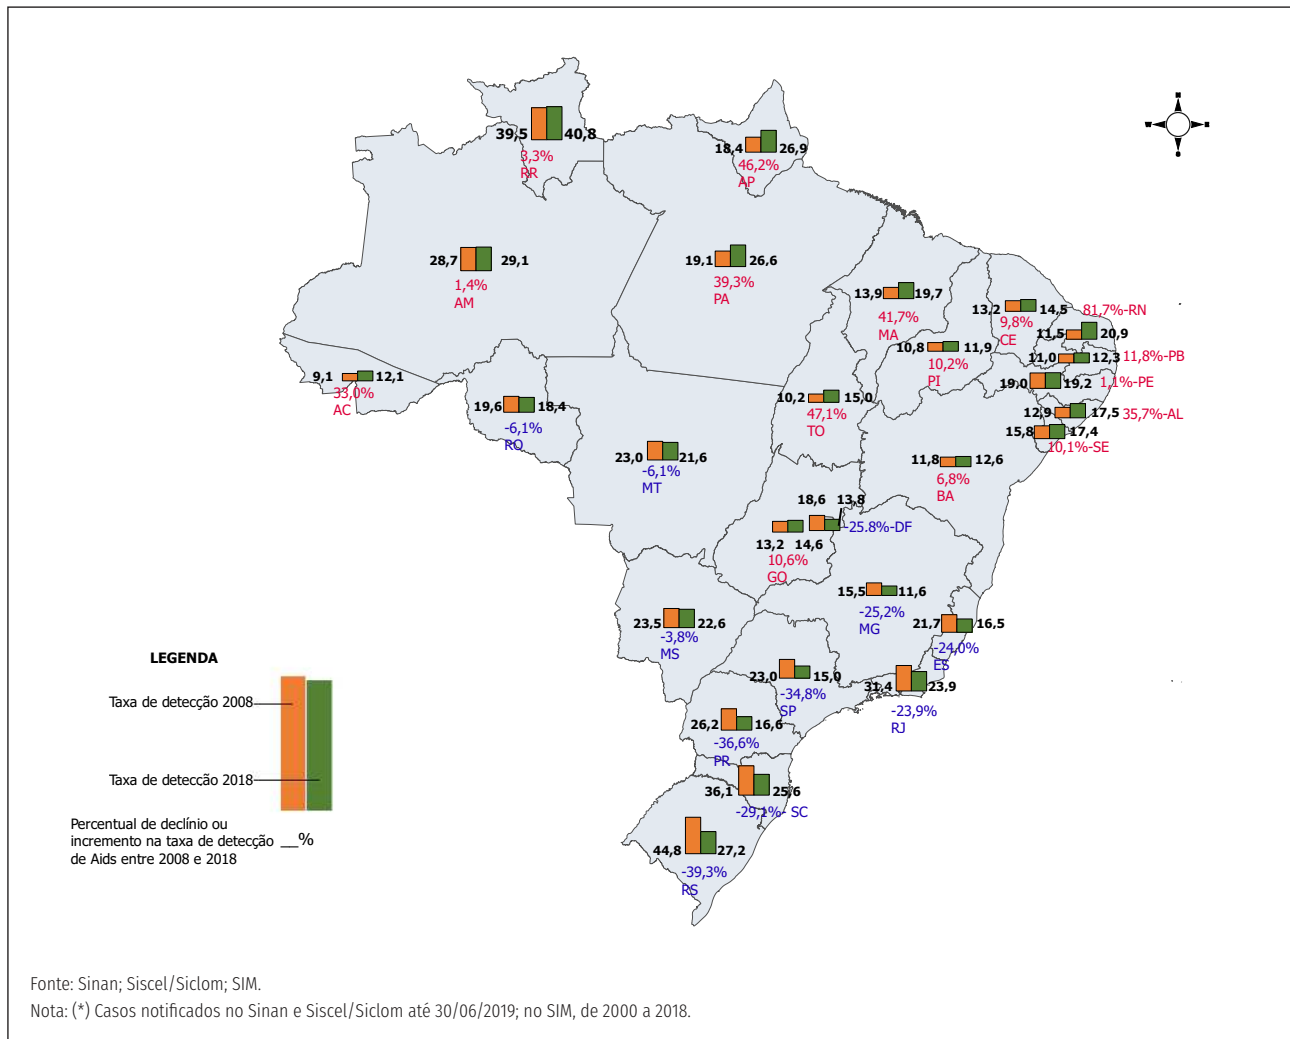 39,5 40,8
3,3%
RR
18,4 26,9
46,2%
AP
28,7 29,1
1,4%
AM
19,1 26,6
39,3%
PA
13,9 19,7
41,7%
MA
13,2 14,5
9,8%
CE
81,7%-RN
11,5 20,9
10,8 11,9
10,2%
PI
11,0 12,3 11,8%-PB
19,0 19,2 1,1%-PE
9,1 12,1
33,0%
AC
19,6 18,4
-6,1%
RO
10,2 15,0
47,1%
TO
12,9 17,5 35,7%-AL
15,8 17,4
10,1%-SE
23,0 21,6
-6,1%
MT
11,8 12,6
6,8%
BA
18,6 13,8
-25.8%-DF
13,2 14,6
10,6%
GO
15,5 11,6
-25,2%
MG
23,5 22,6
-3,8%
MS
21,7 16,5
-24,0%
ES
23,0 15,0
-34,8%
SP
31,4 23,9
-23,9%
RJ
26,2 16,6
-36,6%
PR
36,1 25,6
-29,1%- SC
44,8 27,2
-39,3%
RS
LEGENDA
Taxa de detecção 2008
Taxa de detecção 2018
Percentual de declínio ou
incremento na taxa de detecção __%
de Aids entre 2008 e 2018
Fonte: Sinan; Siscel/Siclom; SIM.
Nota: (*) Casos notificados no Sinan e Siscel/Siclom até 30/06/2019; no SIM, de 2000 a 2018.